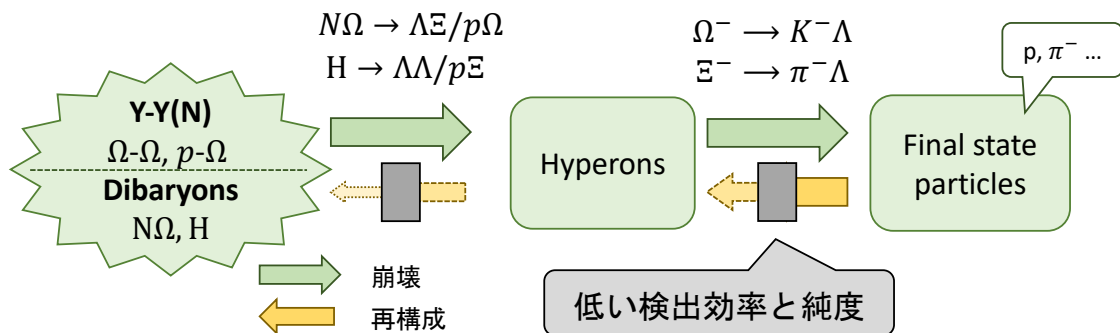 NΩ → ΛΞ/pΩ
H → ΛΛ/pΞ
Ω⁻ ⟶ K⁻Λ
Ξ⁻ ⟶ π⁻Λ
p, π⁻ ...
Y-Y(N)
Ω-Ω, p-Ω
Dibaryons
NΩ, H
Hyperons
Final state
particles
崩壊
再構成
低い検出効率と純度